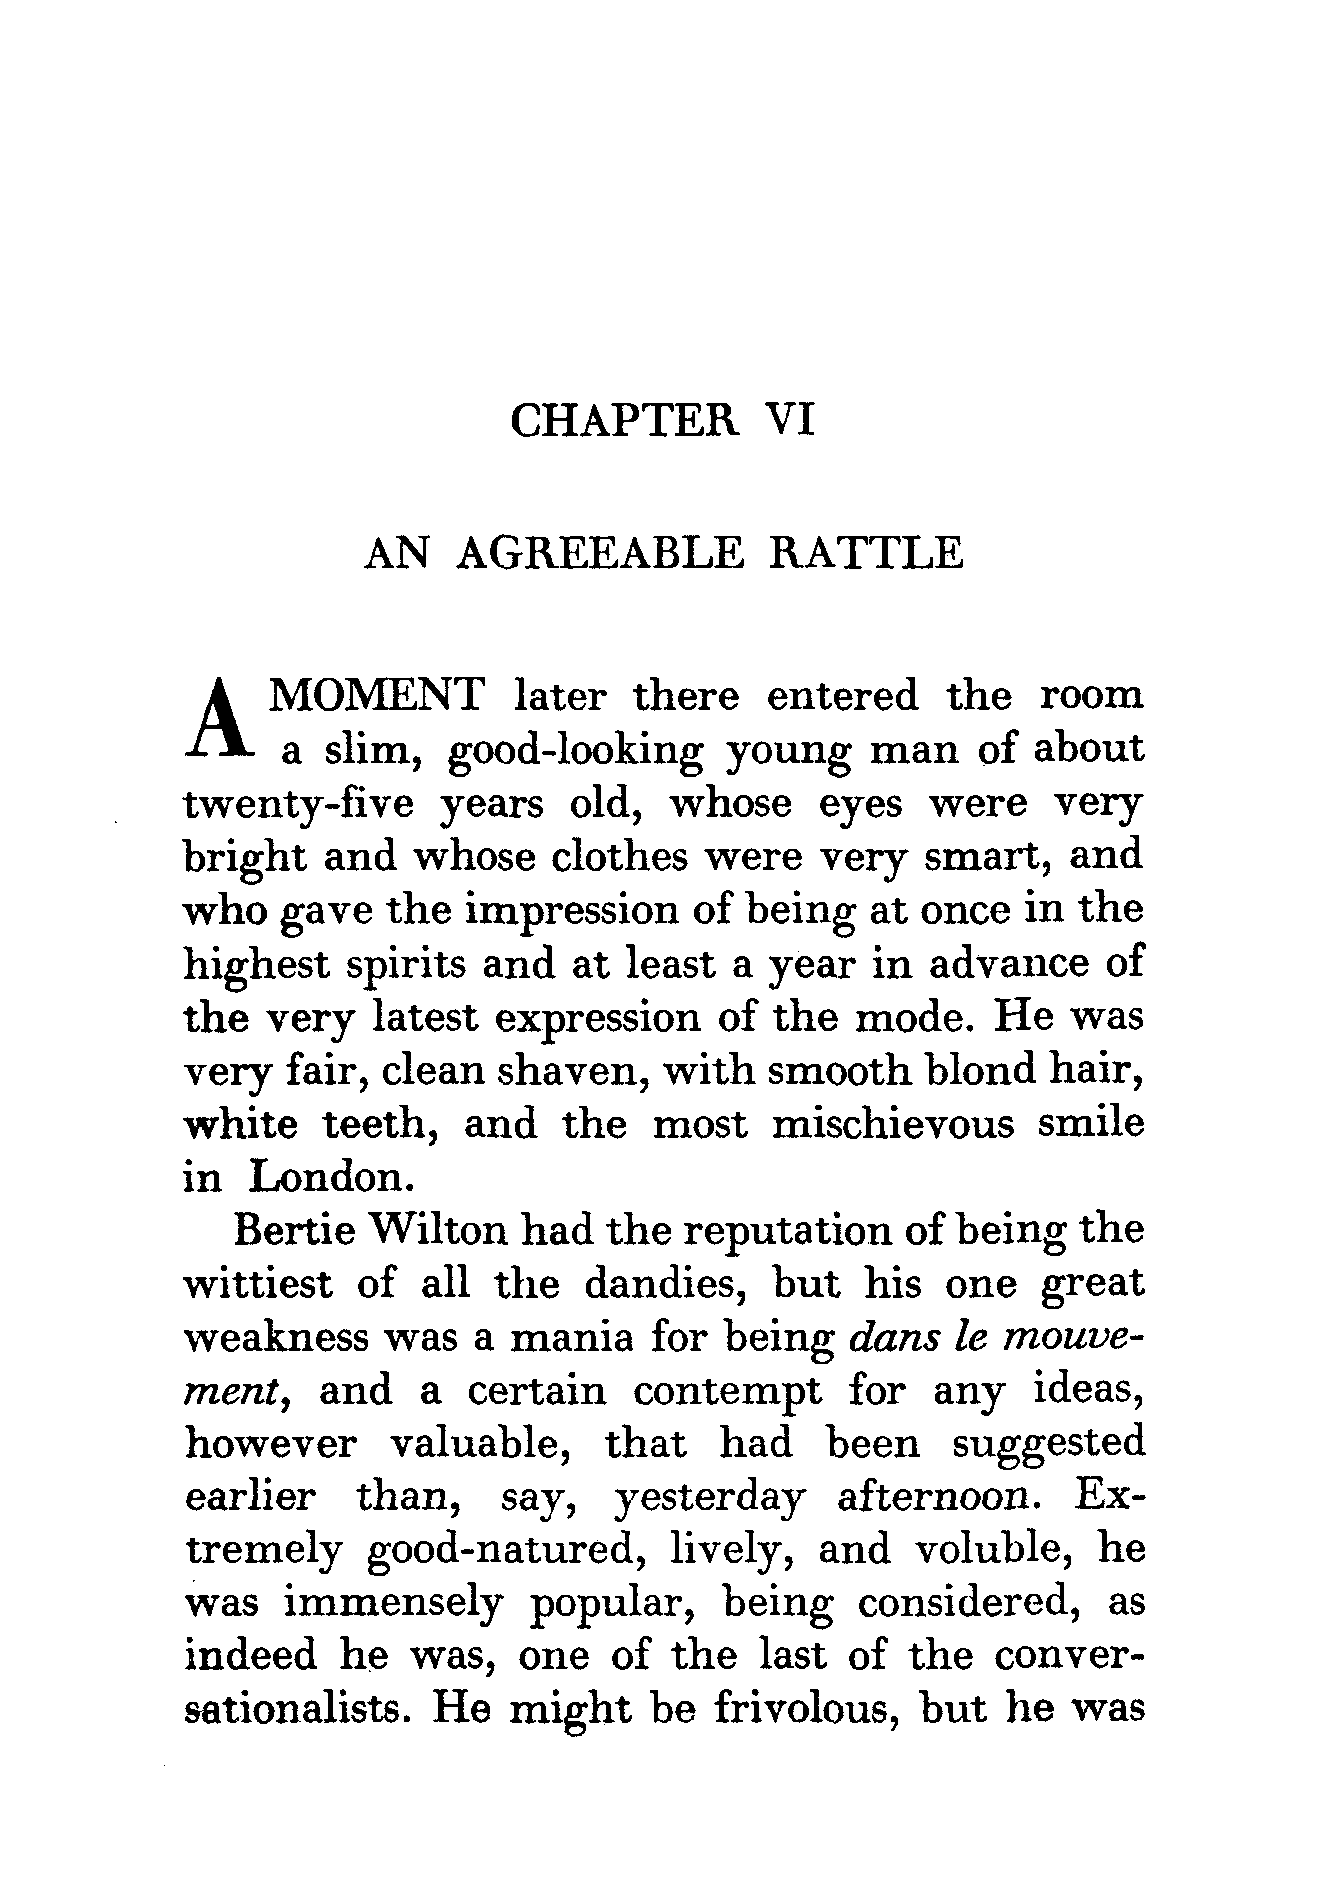 CHAPTER VI
AN AGREEABLE RATTLE
A MOMENT later there entered the room
a slim, good-looking young man of about
twenty-five years old, whose eyes were very
bright and whose clothes were very smart, and
who gave the impression of being at once in the
highest spirits and at least a year in advance of
the very latest expression of the mode. He was
very fair, clean shaven, with smooth blond hair,
white teeth, and the most mischievous smile
in London.
Bertie Wilton had the reputation of being the
wittiest of all the dandies, but his one great
weakness was a mania for being dans le mouve-
ment, and a certain contempt for any ideas,
however valuable, that had been suggested
earlier than, say, yesterday afternoon. Ex-
tremely good-natured, lively, and voluble, he
was immensely popular, being considered, as
indeed he was, one of the last of the conver-
sationalists. He might be frivolous, but he was